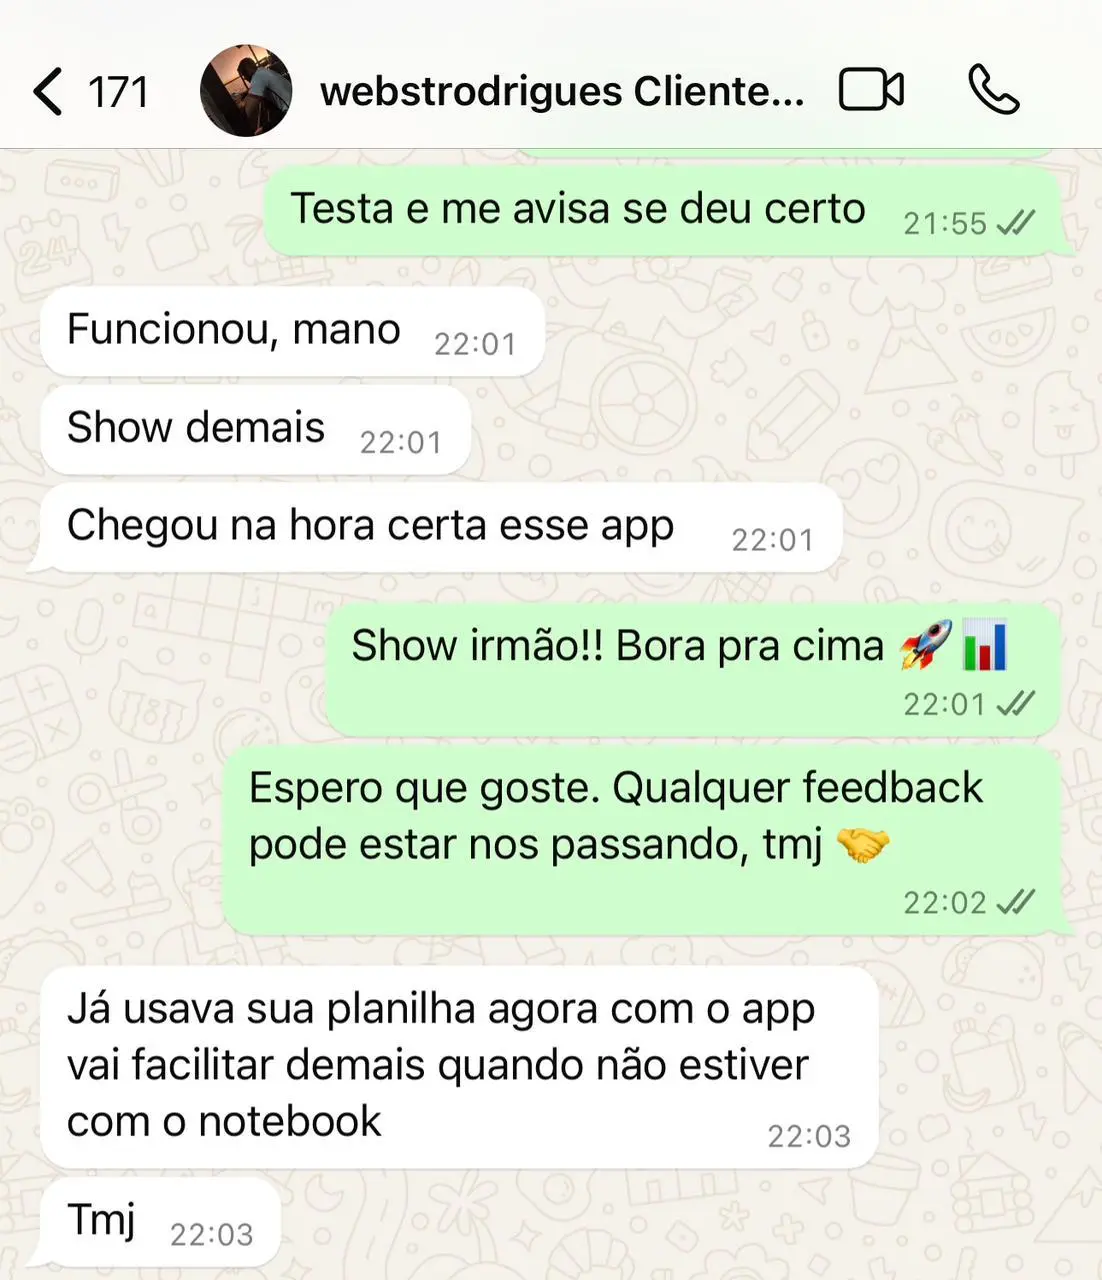 171
webstrodrigues Cliente...
Testa e me avisa se deu certo
21:55
Funcionou, mano
22:01
Show demais
22:01
Chegou na hora certa esse app
22:01
Show irmão!! Bora pra cima 🚀📊
22:01
Espero que goste. Qualquer feedback
pode estar nos passando, tmj 🤝
22:02
Já usava sua planilha agora com o app
vai facilitar demais quando não estiver
com o notebook
22:03
Tmj
22:03